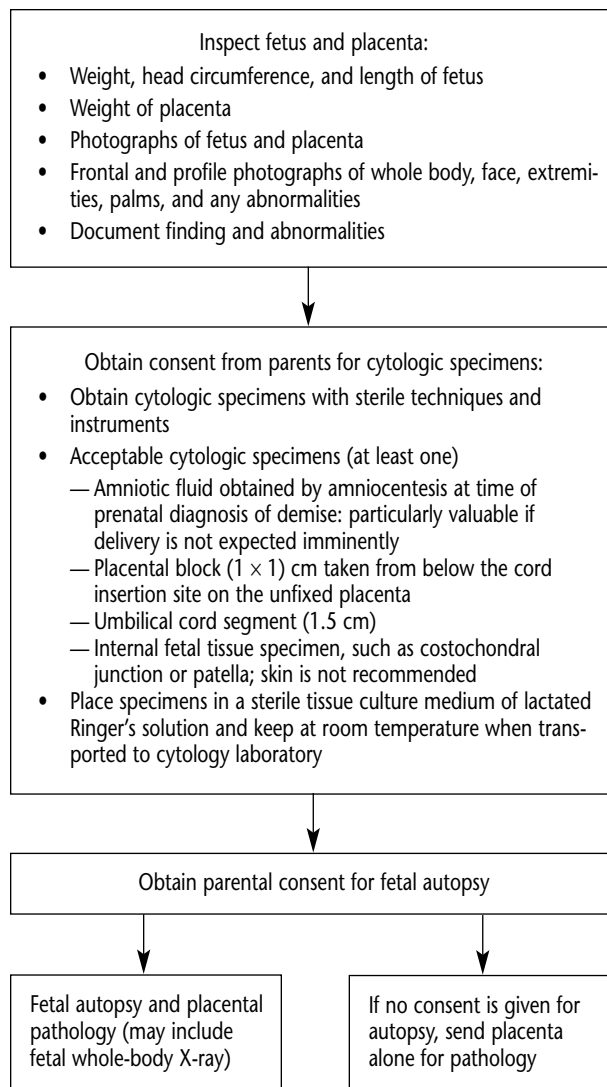 Inspect fetus and placenta:
• Weight, head circumference, and length of fetus
• Weight of placenta
• Photographs of fetus and placenta
• Frontal and profile photographs of whole body, face, extremi-
ties, palms, and any abnormalities
• Document finding and abnormalities
Obtain consent from parents for cytologic specimens:
• Obtain cytologic specimens with sterile techniques and
instruments
• Acceptable cytologic specimens (at least one)
— Amniotic fluid obtained by amniocentesis at time of
prenatal diagnosis of demise: particularly valuable if
delivery is not expected imminently
— Placental block (1 × 1) cm taken from below the cord
insertion site on the unfixed placenta
— Umbilical cord segment (1.5 cm)
— Internal fetal tissue specimen, such as costochondral
junction or patella; skin is not recommended
• Place specimens in a sterile tissue culture medium of lactated
Ringer's solution and keep at room temperature when trans-
ported to cytology laboratory
Obtain parental consent for fetal autopsy
Fetal autopsy and placental
pathology (may include
fetal whole-body X-ray)
If no consent is given for
autopsy, send placenta
alone for pathology